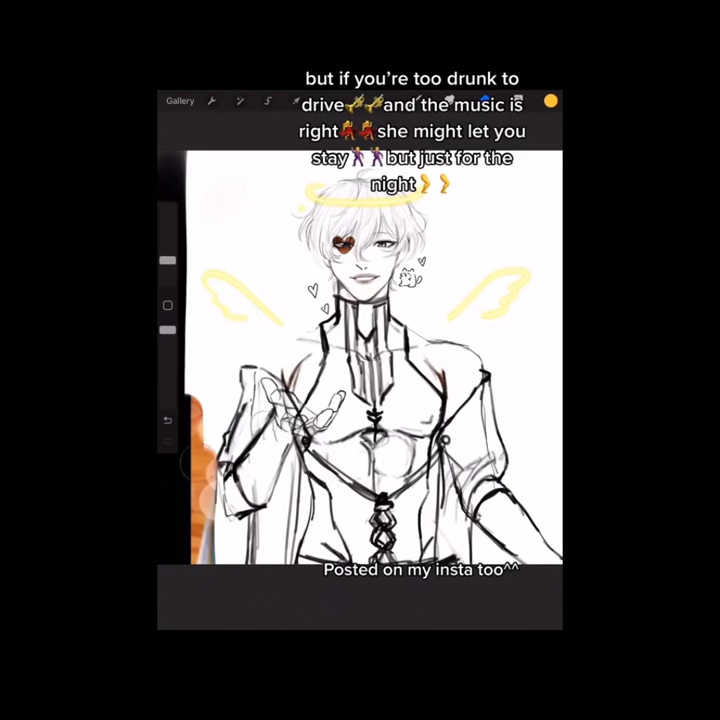 but if you're too drunk to
Gallery
drive🎺🎺and the music is
right💃💃she might let you
stay🕺🕺but just for the
night
Posted on my insta too^^